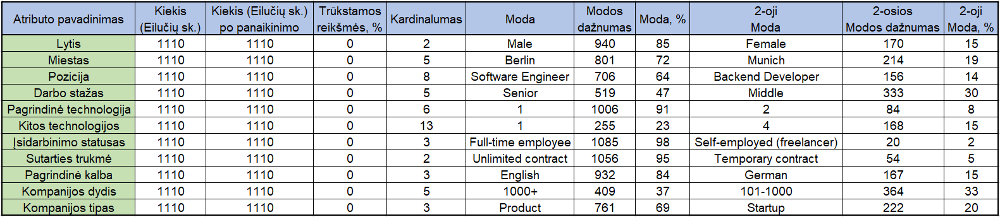 Atributo pavadinimas | Kiekis (Eilučių sk.) | Kiekis (Eilučių sk.) po panaikinimo | Trūkstamos reikšmės, % | Kardinalumas | Moda | Modos dažnumas | Moda, % | 2-oji Moda | 2-osios Modos dažnumas | 2-oji Moda, %
Lytis | 1110 | 1110 | 0 | 2 | Male | 940 | 85 | Female | 170 | 15
Miestas | 1110 | 1110 | 0 | 5 | Berlin | 801 | 72 | Munich | 214 | 19
Pozicija | 1110 | 1110 | 0 | 8 | Software Engineer | 706 | 64 | Backend Developer | 156 | 14
Darbo stažas | 1110 | 1110 | 0 | 5 | Senior | 519 | 47 | Middle | 333 | 30
Pagrindinė technologija | 1110 | 1110 | 0 | 6 | 1 | 1006 | 91 | 2 | 84 | 8
Kitos technologijos | 1110 | 1110 | 0 | 13 | 1 | 255 | 23 | 4 | 168 | 15
Įsidarbinimo statusas | 1110 | 1110 | 0 | 3 | Full-time employee | 1085 | 98 | Self-employed (freelancer) | 20 | 2
Sutarties trukmė | 1110 | 1110 | 0 | 2 | Unlimited contract | 1056 | 95 | Temporary contract | 54 | 5
Pagrindinė kalba | 1110 | 1110 | 0 | 3 | English | 932 | 84 | German | 167 | 15
Kompanijos dydis | 1110 | 1110 | 0 | 5 | 1000+ | 409 | 37 | 101-1000 | 364 | 33
Kompanijos tipas | 1110 | 1110 | 0 | 3 | Product | 761 | 69 | Startup | 222 | 20